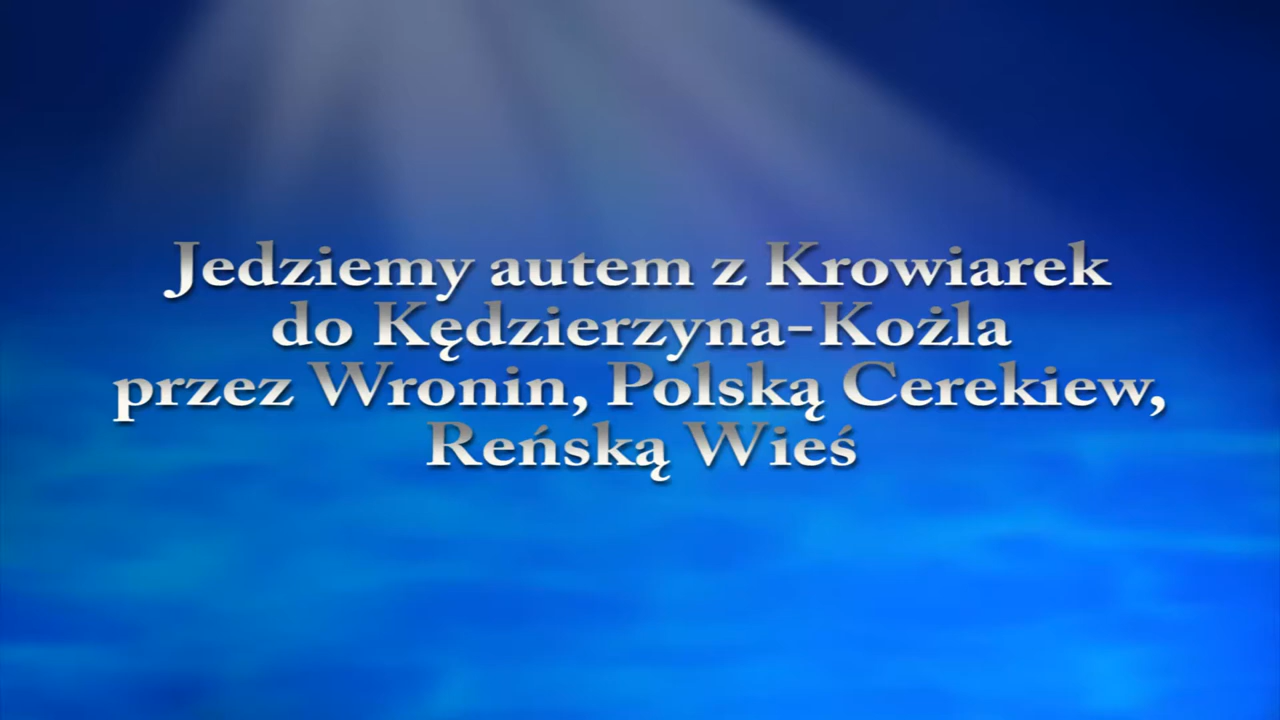 Jedziemy autem z Krowiarek
do Kędzierzyna-Koźla
przez Wronin, Polską Cerekiew,
Reńską Wieś